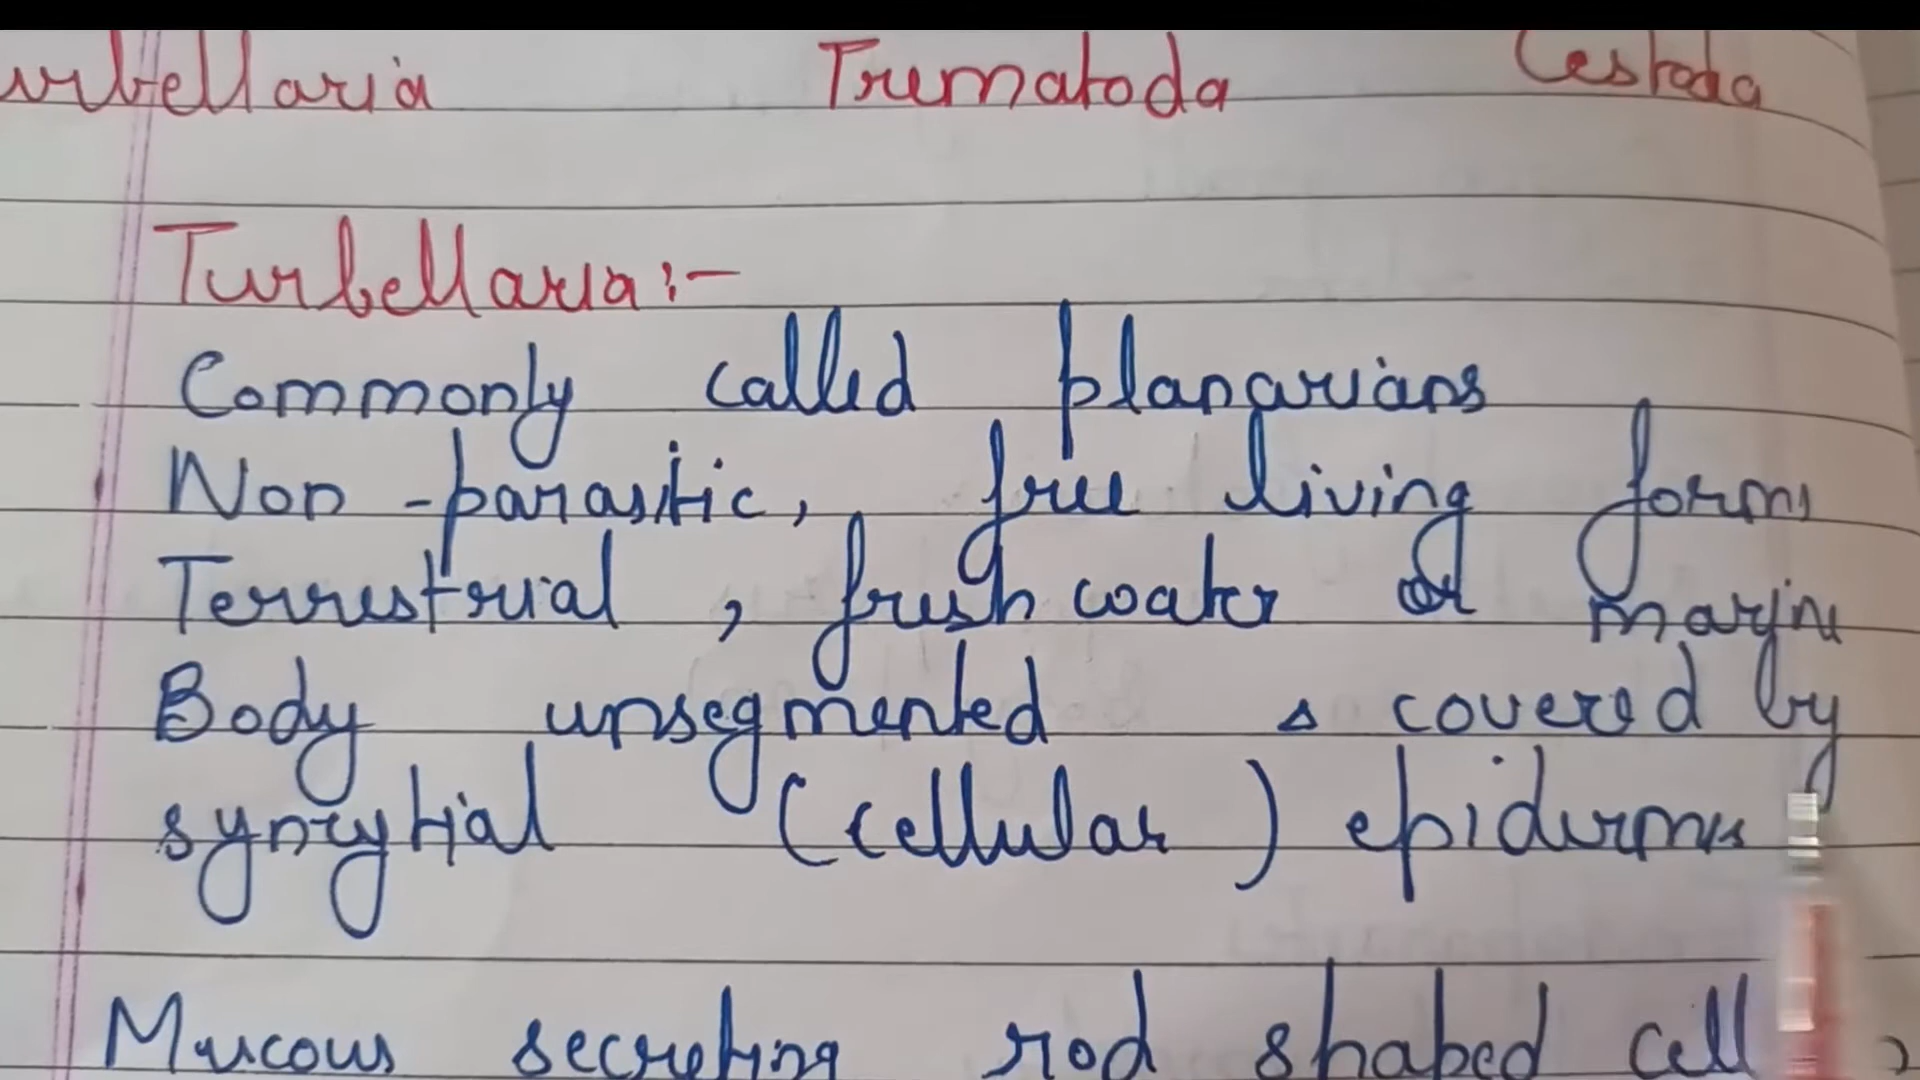 urbellaria Trematoda Cestoda
Turbellaria :-
Commonly called planarians
Non-parasitic, free living forms
Terrestrial, fresh water or marine
Body unsegmented & covered by
syncytial (cellular) epidermis
Mucous secreting rod shaped cell